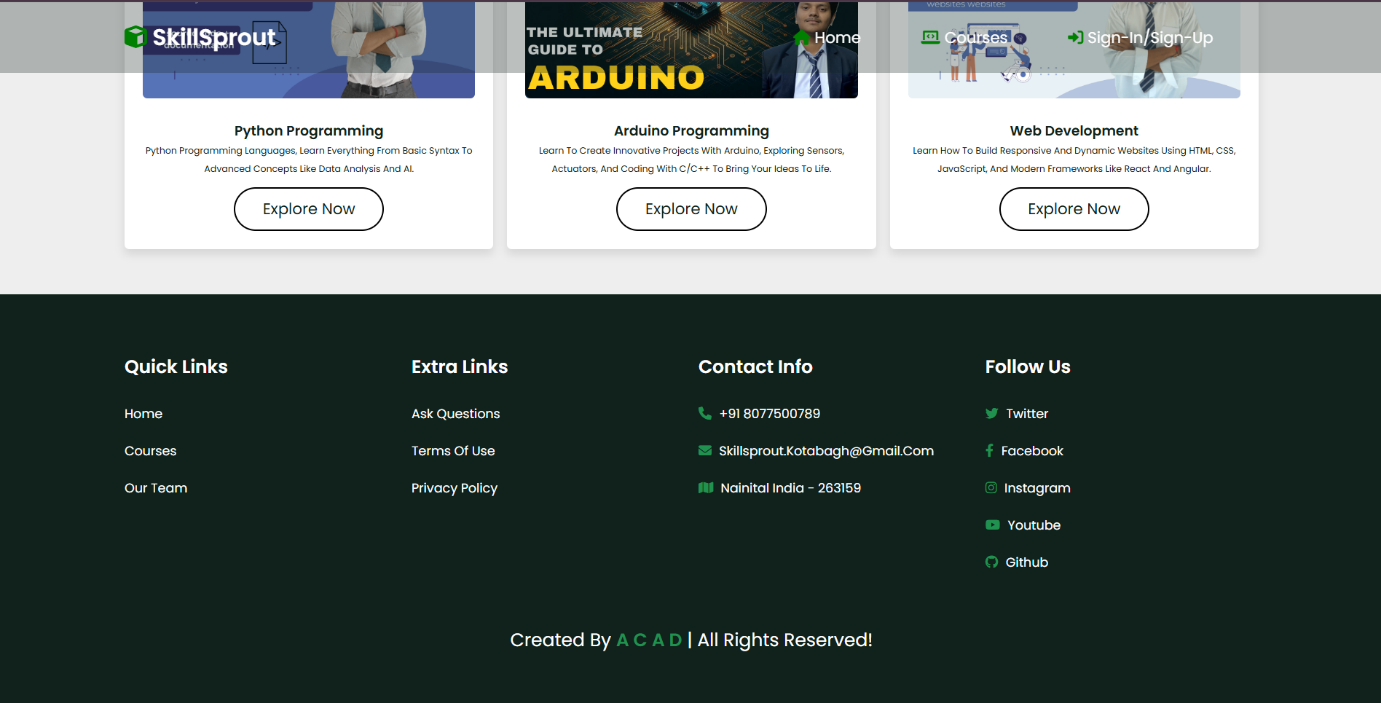 websites websites
SkillSprout
documentation
Home
Courses
Sign-In/Sign-Up
THE ULTIMATE
GUIDE TO
ARDUINO
Python Programming
Python Programming Languages, Learn Everything From Basic Syntax To
Advanced Concepts Like Data Analysis And AI.
Explore Now
Arduino Programming
Learn To Create Innovative Projects With Arduino, Exploring Sensors,
Actuators, And Coding With C/C++ To Bring Your Ideas To Life.
Explore Now
Web Development
Learn How To Build Responsive And Dynamic Websites Using HTML, CSS,
JavaScript, And Modern Frameworks Like React And Angular.
Explore Now
Quick Links
Home
Courses
Our Team
Extra Links
Ask Questions
Terms Of Use
Privacy Policy
Contact Info
+91 8077500789
Skillsprout.Kotabagh@Gmail.Com
Nainital India - 263159
Follow Us
Twitter
Facebook
Instagram
Youtube
Github
Created By A C A D | All Rights Reserved!